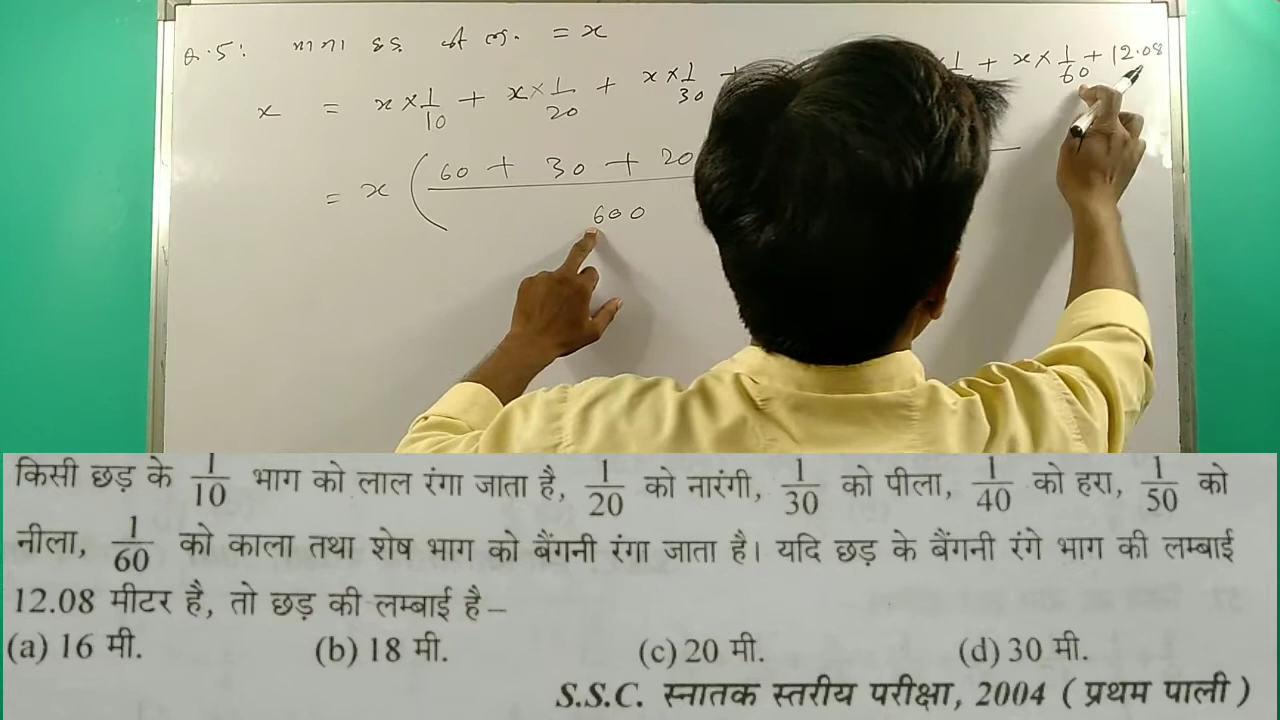 Q.5: माना छड़ की ल. = x
x = x × 1/10 + x × 1/20 + x × 1/30 + + x × 1/60 + 12.08
= x ( 60 + 30 + 20
600
किसी छड़ के 1/10 भाग को लाल रंगा जाता है, 1/20 को नारंगी, 1/30 को पीला, 1/40 को हरा, 1/50 को
नीला, 1/60 को काला तथा शेष भाग को बैंगनी रंगा जाता है। यदि छड़ के बैंगनी रंगे भाग की लम्बाई
12.08 मीटर है, तो छड़ की लम्बाई है–
(a) 16 मी. (b) 18 मी. (c) 20 मी. (d) 30 मी.
S.S.C. स्नातक स्तरीय परीक्षा, 2004 ( प्रथम पाली )